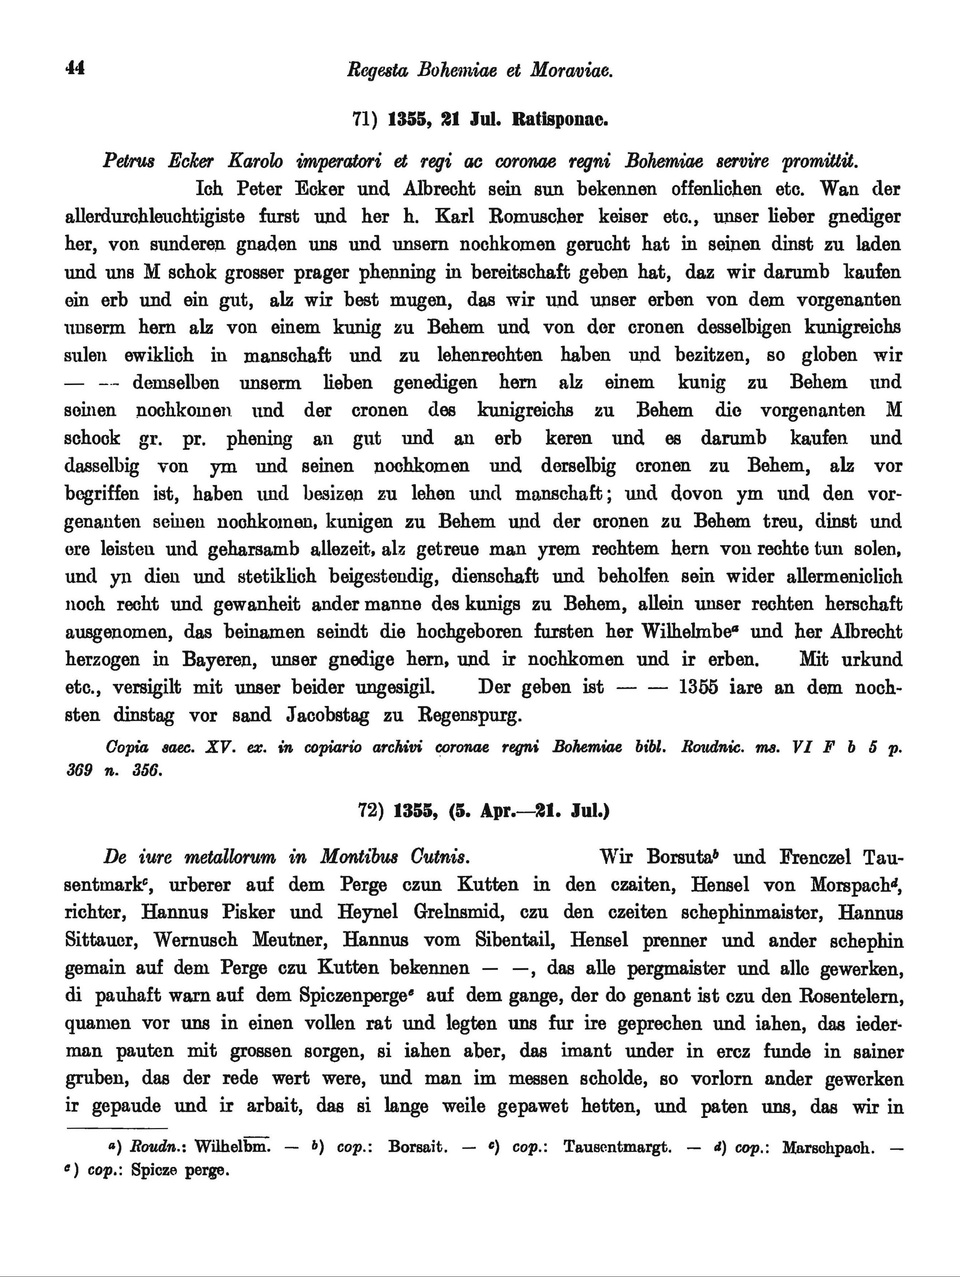 44 Regesta Bohemiae et Moraviae.
71) 1355, 21 Jul. Ratisponae.
Petrus Ecker Karolo imperatori et regi ac coronae regni Bohemiae servire promittit.
Ich Peter Ecker und Albrecht sein sun bekennen offenlichen etc. Wan der
allerdurchleuchtigiste furst und her h. Karl Romuscher keiser etc., unser lieber gnediger
her, von sunderen gnaden uns und unsern nochkomen gerucht hat in seinen dinst zu laden
und uns M schok grosser prager phenning in bereitschaft geben hat, daz wir darumb kaufen
ein erb und ein gut, alz wir best mugen, das wir und unser erben von dem vorgenanten
unserm hern alz von einem kunig zu Behem und von der cronen desselbigen kunigreichs
sulen ewiklich in manschaft und zu lehenrechten haben und bezitzen, so globen wir
— — demselben unserm lieben genedigen hern alz einem kunig zu Behem und
seinen nochkomen und der cronen des kunigreichs zu Behem die vorgenanten M
schock gr. pr. phening an gut und an erb keren und es darumb kaufen und
dasselbig von ym und seinen nochkomen und derselbig cronen zu Behem, alz vor
begriffen ist, haben und besizen zu lehen und manschaft; und dovon ym und den vor-
genanten seinen nochkomen, kunigen zu Behem und der cronen zu Behem treu, dinst und
ere leisten und geharsamb allezeit, alz getreue man yrem rechtem hern von rechte tun solen,
und yn dien und stetiklich beigestendig, dienschaft und beholfen sein wider allermeniclich
noch recht und gewanheit ander manne des kunigs zu Behem, allein unser rechten herschaft
ausgenomen, das beinamen seindt die hochgeboren fursten her Wilhelmbeᵃ und her Albrecht
herzogen in Bayeren, unser gnedige hern, und ir nochkomen und ir erben. Mit urkund
etc., versigilt mit unser beider ungesigil. Der geben ist — — 1355 iare an dem noch-
sten dinstag vor sand Jacobstag zu Regenspurg.
Copia saec. XV. ex. in copiario archivi coronae regni Bohemiae bibl. Roudnic. ms. VI F b 5 p.
369 n. 356.
72) 1355, (5. Apr.—21. Jul.)
De iure metallorum in Montibus Cutnis. Wir Borsutaᵇ und Frenczel Tau-
sentmarkᶜ, urberer auf dem Perge czun Kutten in den czaiten, Hensel von Morspachᵈ,
richter, Hannus Pisker und Heynel Grelnsmid, czu den czeiten schephinmaister, Hannus
Sittauer, Wernusch Meutner, Hannus vom Sibentail, Hensel prenner und ander schephin
gemain auf dem Perge czu Kutten bekennen — —, das alle pergmaister und alle gewerken,
di pauhaft warn auf dem Spiczenpergeᵉ auf dem gange, der do genant ist czu den Rosentelern,
quamen vor uns in einen vollen rat und legten uns fur ire geprechen und iahen, das ieder-
man pauten mit grossen sorgen, si iahen aber, das imant under in ercz funde in sainer
gruben, das der rede wert were, und man im messen scholde, so vorlorn ander gewerken
ir gepaude und ir arbait, das si lange weile gepawet hetten, und paten uns, das wir in
ᵃ) Roudn.: Wilhelb̅m̅. — ᵇ) cop.: Borsait. — ᶜ) cop.: Tausentmargt. — ᵈ) cop.: Marschpach. —
ᵉ) cop.: Spicze perge.